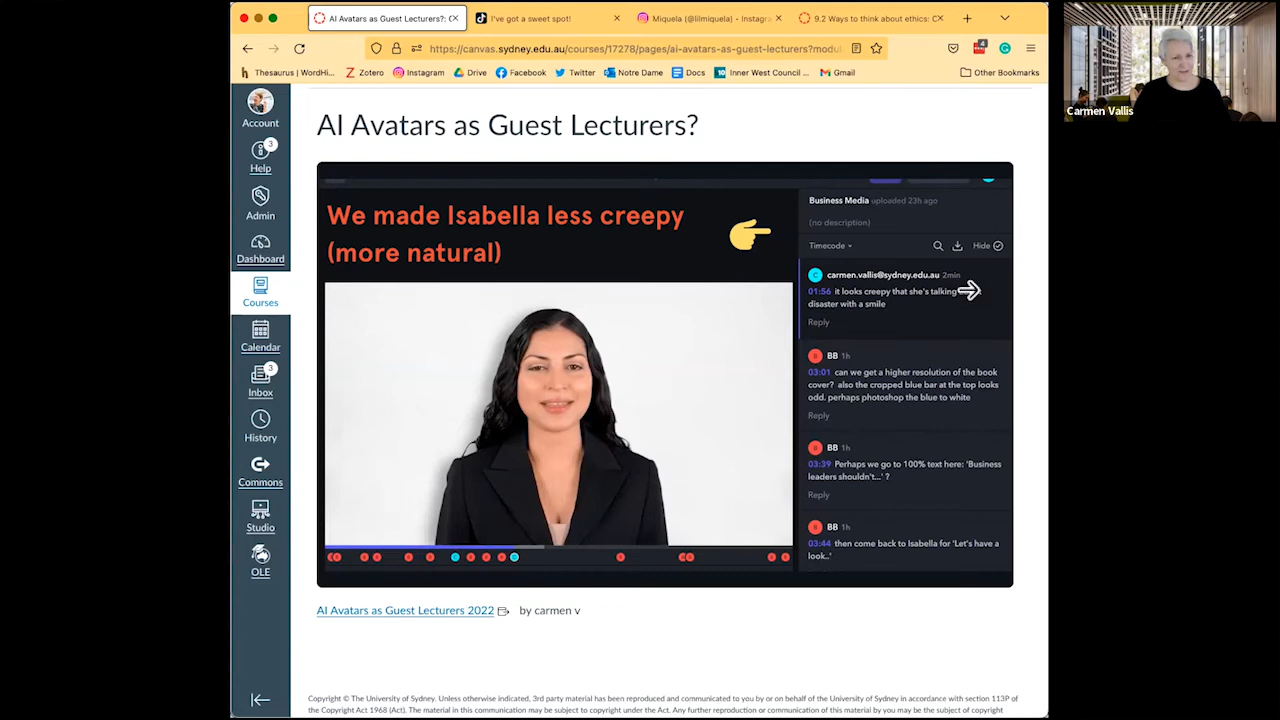 AI Avatars as Guest Lecturers?: C
I've got a sweet spot!
Miquela (@lilmiquela) • Instagra
9.2 Ways to think about ethics: C
https://canvas.sydney.edu.au/courses/17278/pages/ai-avatars-as-guest-lecturers?modul
4
Thesaurus | WordHi...
Zotero
Instagram
Drive
Facebook
Twitter
Notre Dame
Docs
Inner West Council ...
Gmail
Other Bookmarks
Carmen Vallis
Account
3
Help
Admin
Dashboard
Courses
Calendar
3
Inbox
History
Commons
Studio
OLE
AI Avatars as Guest Lecturers?
We made Isabella less creepy
(more natural)
Business Media uploaded 23h ago
(no description)
Timecode
Hide
C carmen.vallis@sydney.edu.au 2min
01:56 it looks creepy that she's talking
disaster with a smile
Reply
B BB 1h
03:01 can we get a higher resolution of the book
cover? also the cropped blue bar at the top looks
odd. perhaps photoshop the blue to white
Reply
B BB 1h
03:39 Perhaps we go to 100% text here: 'Business
leaders shouldn't...' ?
Reply
B BB 1h
03:44 then come back to Isabella for 'Let's have a
look..'
AI Avatars as Guest Lecturers 2022 by carmen v
Copyright © The University of Sydney. Unless otherwise indicated, 3rd party material has been reproduced and communicated to you by or on behalf of the University of Sydney in accordance with section 113P of
the Copyright Act 1968 (Act). The material in this communication may be subject to copyright under the Act. Any further reproduction or communication of this material by you may be the subject of copyright